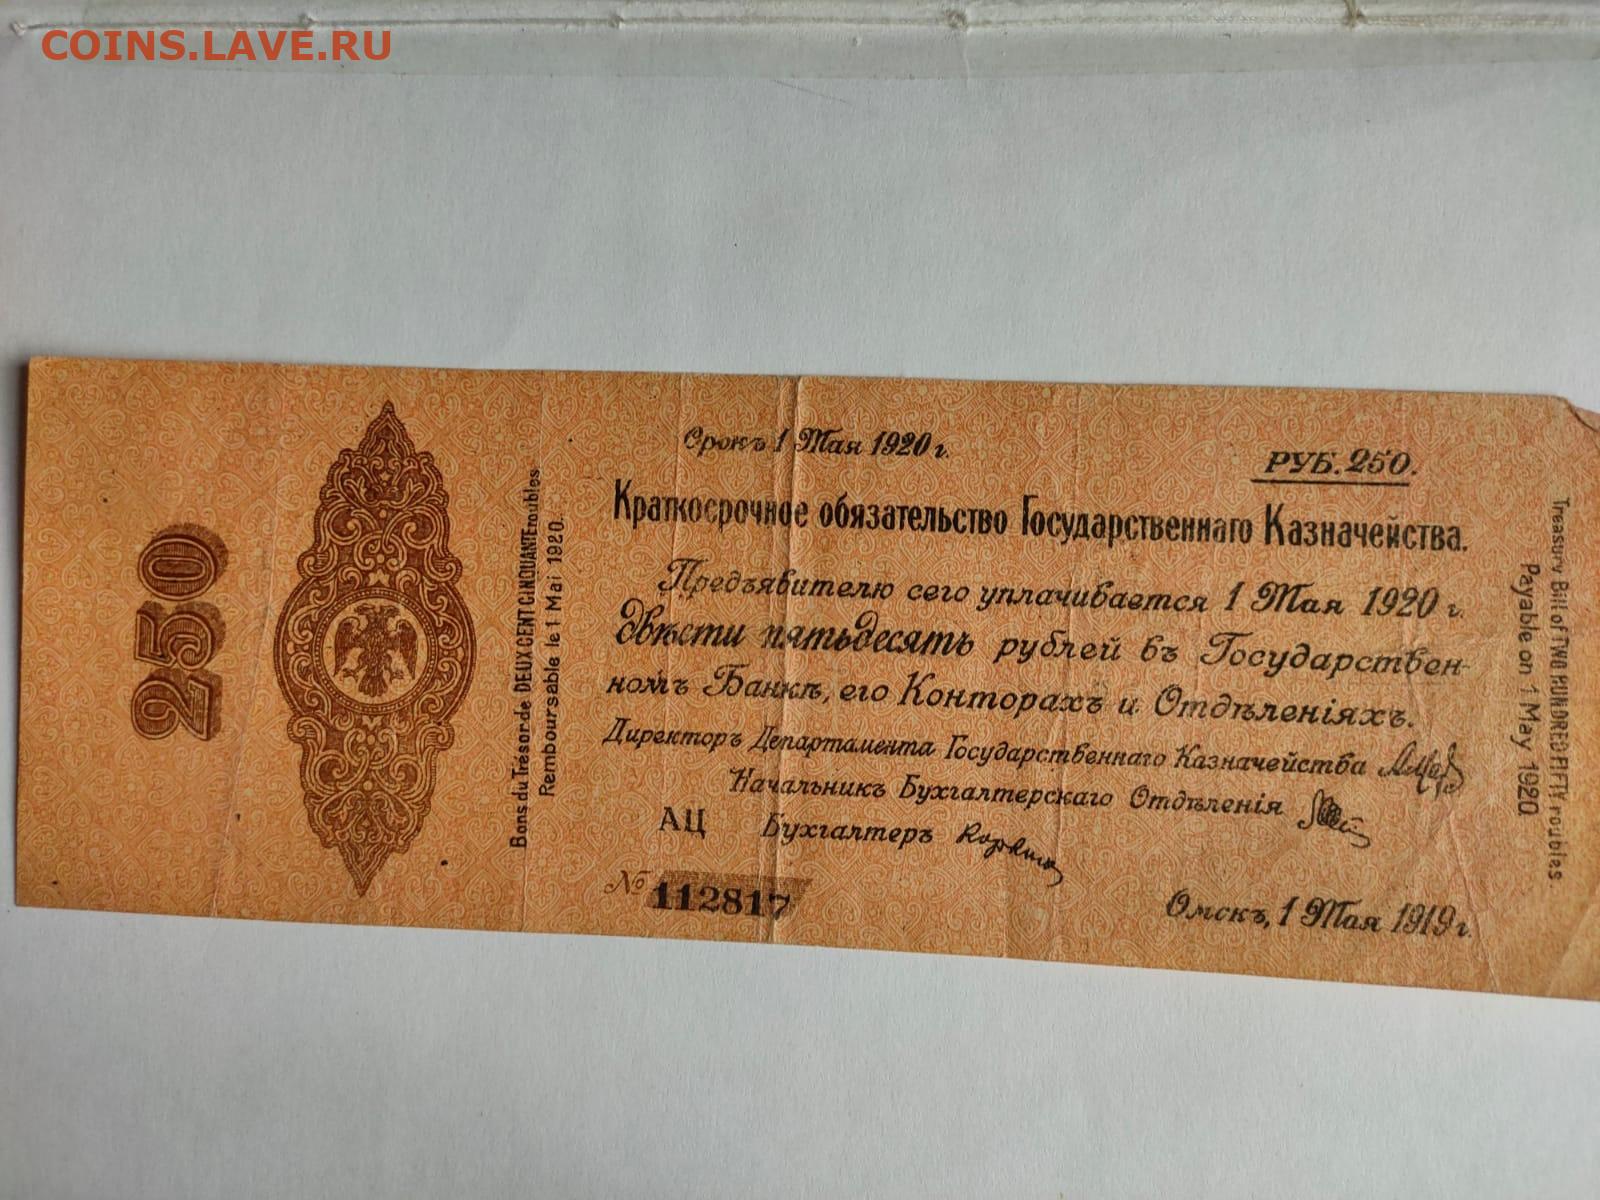 COINS.LAVE.RU
250
Bons du Trésor de DEUX CENT CINQUANTE roubles
Remboursable le 1 Mai 1920.
Срокъ 1 Мая 1920 г.
РУБ. 250.
Краткосрочное обязательство Государственнаго Казначейства.
Предъявителю сего уплачивается 1 Мая 1920 г.
Двѣсти пятьдесятъ рублей въ Государствен-
номъ Банкѣ, его Конторахъ и Отдѣленіяхъ.
Директоръ Департамента Государственнаго Казначейства
Начальникъ Бухгалтерскаго Отдѣленія
АЦ Бухгалтеръ
№ 112817
Омскъ, 1 Мая 1919 г.
Treasury Bill of TWO HUNDRED FIFTY roubles.
Payable on 1 May 1920